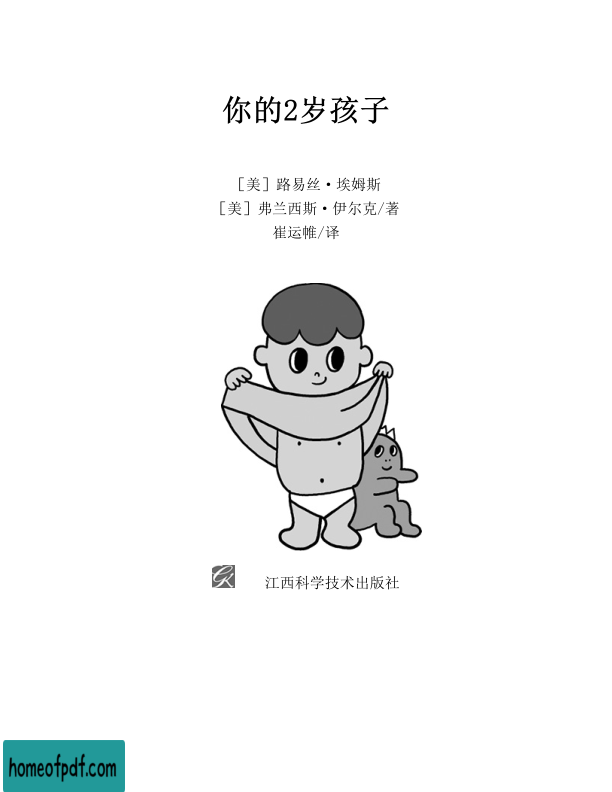 你的2岁孩子
［美］路易丝·埃姆斯
［美］弗兰西斯·伊尔克/著
崔运帷/译
江西科学技术出版社
homeofpdf.com